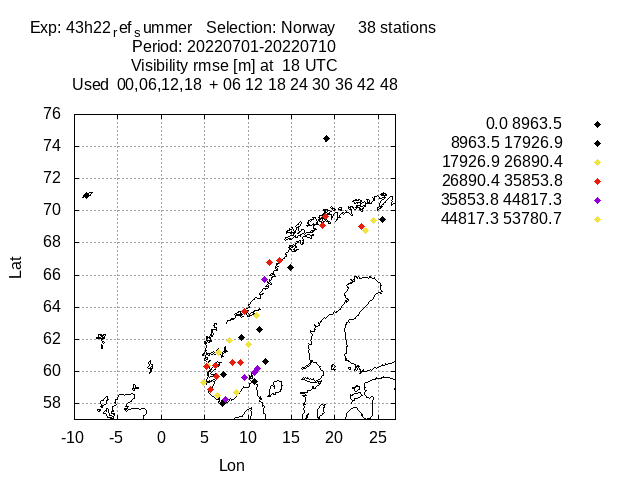 Exp: 43h22refsummer   Selection: Norway     38 stations
Period: 20220701-20220710
Visibility rmse [m] at  18 UTC
Used  00,06,12,18  + 06 12 18 24 30 36 42 48
0.0 8963.5
8963.5 17926.9
17926.9 26890.4
26890.4 35853.8
35853.8 44817.3
44817.3 53780.7
Lat
76
74
72
70
68
66
64
62
60
58
-10 -5 0 5 10 15 20 25
Lon